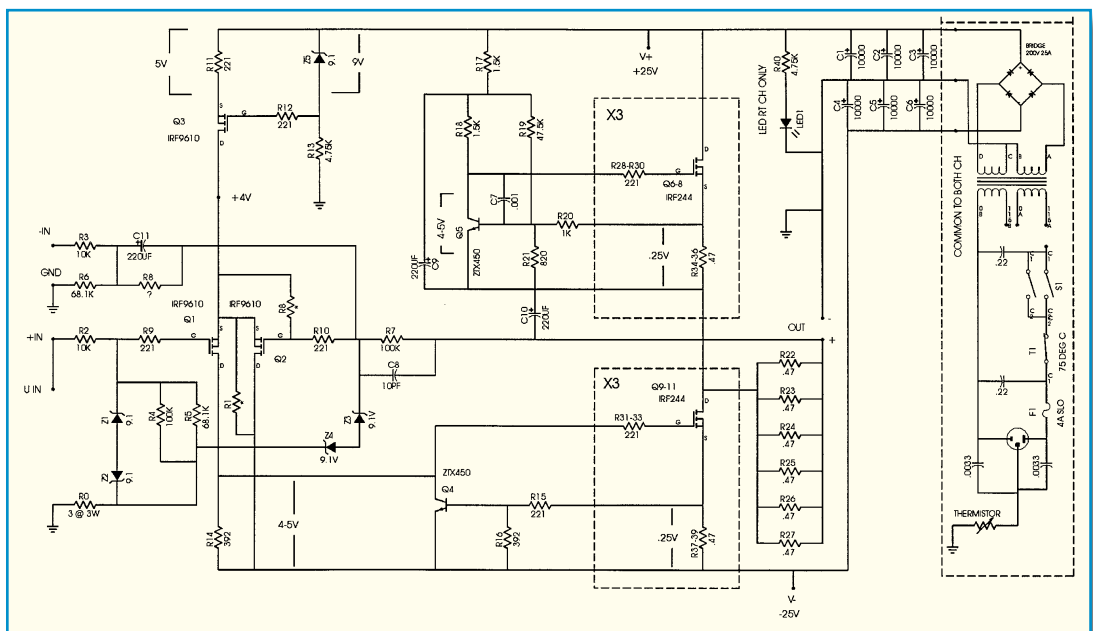 5V
R11
221
Z5
9.1
9V
R17
1.5K
V+
+25V
R40
4.75K
LED RT CH ONLY
LED1
C1
10000
C2
10000
C3
10000
C4
10000
C5
10000
C6
10000
BRIDGE
200V 25A
Q3
IRF9610
S
G
D
R12
221
R13
4.75K
R18
1.5K
R19
47.5K
X3
R28-R30
221
G
D
S
Q6-8
IRF244
C7
.001
4-5V
Q5
ZTX450
R20
1K
R21
820
220UF
C9
C10
220UF
.25V
R34-36
.47
+4V
-IN
R3
10K
C11
220UF
GND
R6
68.1K
R8
?
IRF9610
IRF9610
Q1
Q2
R8
*
+IN
R2
10K
R9
221
G
S
D
S
G
D
R10
221
R7
100K
C8
10PF
U IN
R1
*
Z1
9.1
Z2
9.1
R4
100K
R5
68.1K
Z3
9.1V
Z4
9.1V
R0
3 @ 3W
R14
392
4-5V
ZTX450
Q4
R16
392
R15
221
X3
Q9-11
IRF244
R31-33
221
G
D
S
.25V
R37-39
.47
OUT
-
+
R22
.47
R23
.47
R24
.47
R25
.47
R26
.47
R27
.47
V-
-25V
COMMON TO BOTH CH
D
C
B
A
.22
S1
T1
75 DEG C
.22
F1
4A SLO
.0033
.0033
THERMISTOR